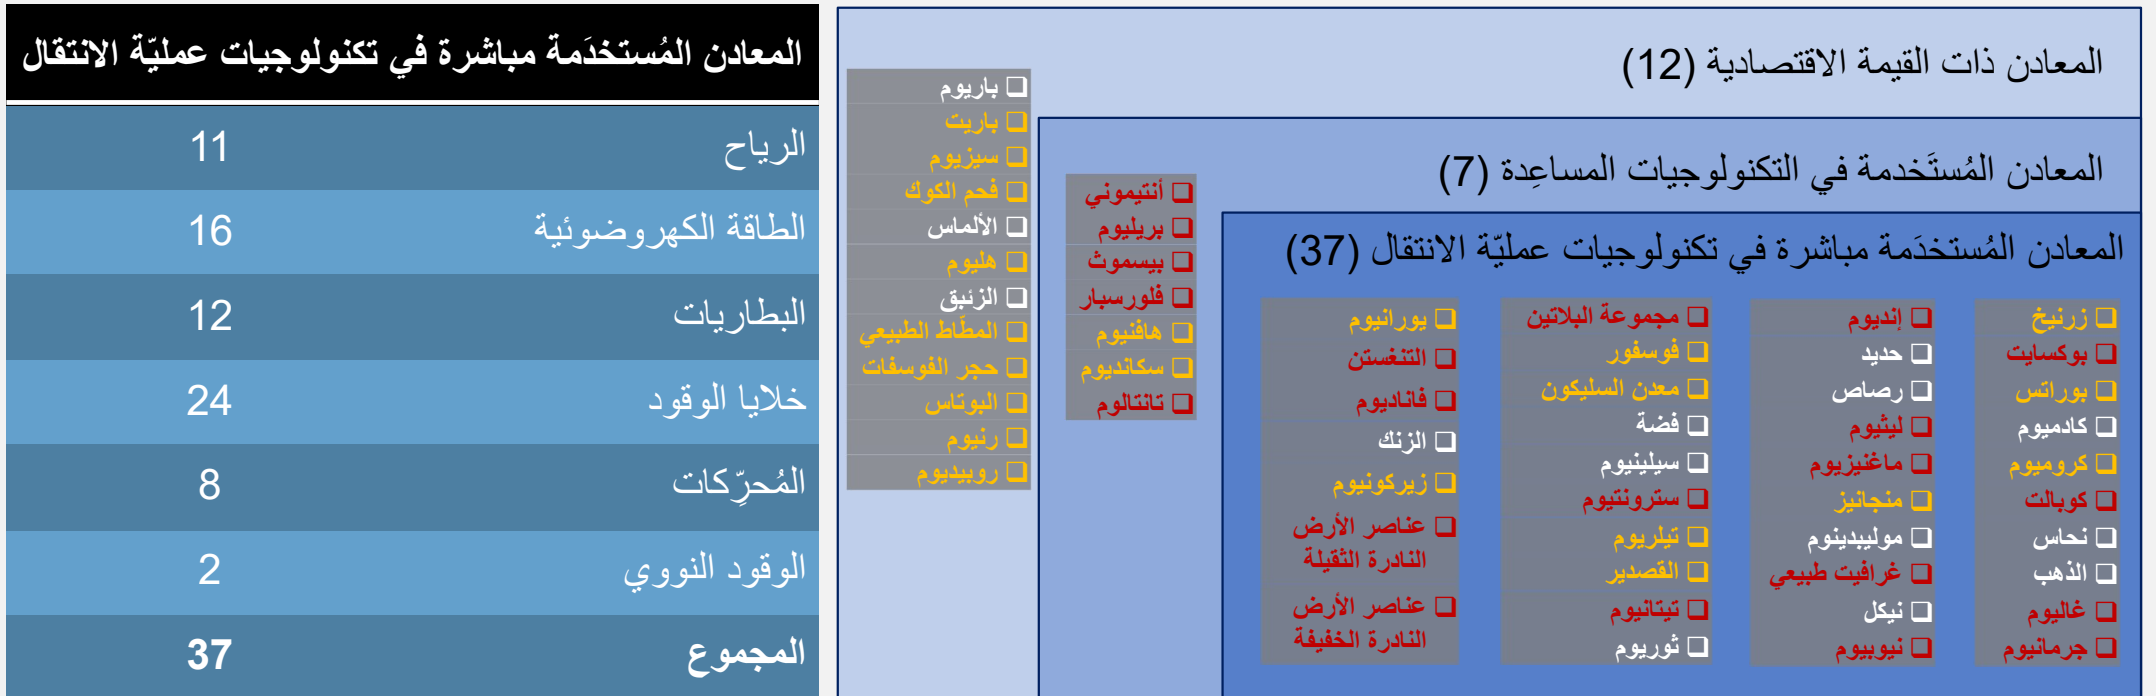 المعادن ذات القيمة الاقتصادية (12)
المعادن المُستَخدمة في التكنولوجيات المساعِدة (7)
المعادن المُستخدَمة مباشرة في تكنولوجيات عمليّة الانتقال (37)
زرنيخ
بوكسايت
بوراتس
كادميوم
كروميوم
كوبالت
نحاس
الذهب
غاليوم
جرمانيوم
إنديوم
حديد
رصاص
ليثيوم
ماغنيزيوم
منجانيز
موليبدينوم
غرافيت طبيعي
نيكل
نيوبيوم
مجموعة البلاتين
فوسفور
معدن السليكون
فضة
سيلينيوم
سترونتيوم
تيلريوم
القصدير
تيتانيوم
ثوريوم
يورانيوم
التنغستن
فاناديوم
الزنك
زيركونيوم
عناصر الأرض
النادرة الثقيلة
عناصر الأرض
النادرة الخفيفة
أنتيموني
بريليوم
بيسموث
فلورسبار
هافنيوم
سكانديوم
تانتالوم
باريوم
باريت
سيزيوم
فحم الكوك
الألماس
هليوم
الزئبق
المطّاط الطبيعي
حجر الفوسفات
البوتاس
رنيوم
روبيديوم
المعادن المُستخدَمة مباشرة في تكنولوجيات عمليّة الانتقال
الرياح 11
الطاقة الكهروضوئية 16
البطاريات 12
خلايا الوقود 24
المُحرِّكات 8
الوقود النووي 2
المجموع 37